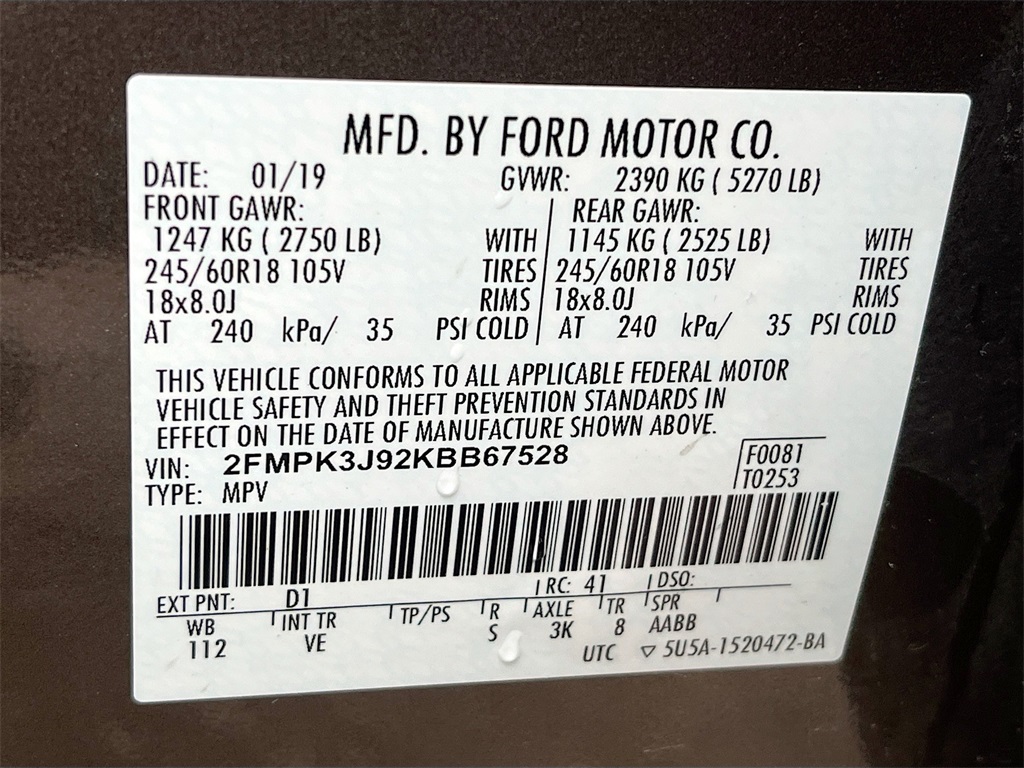 MFD. BY FORD MOTOR CO.
DATE: 01/19 GVWR: 2390 KG ( 5270 LB)
FRONT GAWR: REAR GAWR:
1247 KG ( 2750 LB) WITH 1145 KG ( 2525 LB) WITH
245/60R18 105V TIRES 245/60R18 105V TIRES
18x8.0J RIMS 18x8.0J RIMS
AT 240 kPa/ 35 PSI COLD AT 240 kPa/ 35 PSI COLD
THIS VEHICLE CONFORMS TO ALL APPLICABLE FEDERAL MOTOR
VEHICLE SAFETY AND THEFT PREVENTION STANDARDS IN
EFFECT ON THE DATE OF MANUFACTURE SHOWN ABOVE.
VIN: 2FMPK3J92KBB67528 F0081
TYPE: MPV T0253
EXT PNT: D1 RC: 41 DSO:
WB INT TR TP/PS R AXLE TR SPR
112 VE S 3K 8 AABB
UTC ▽ 5U5A-1520472-BA